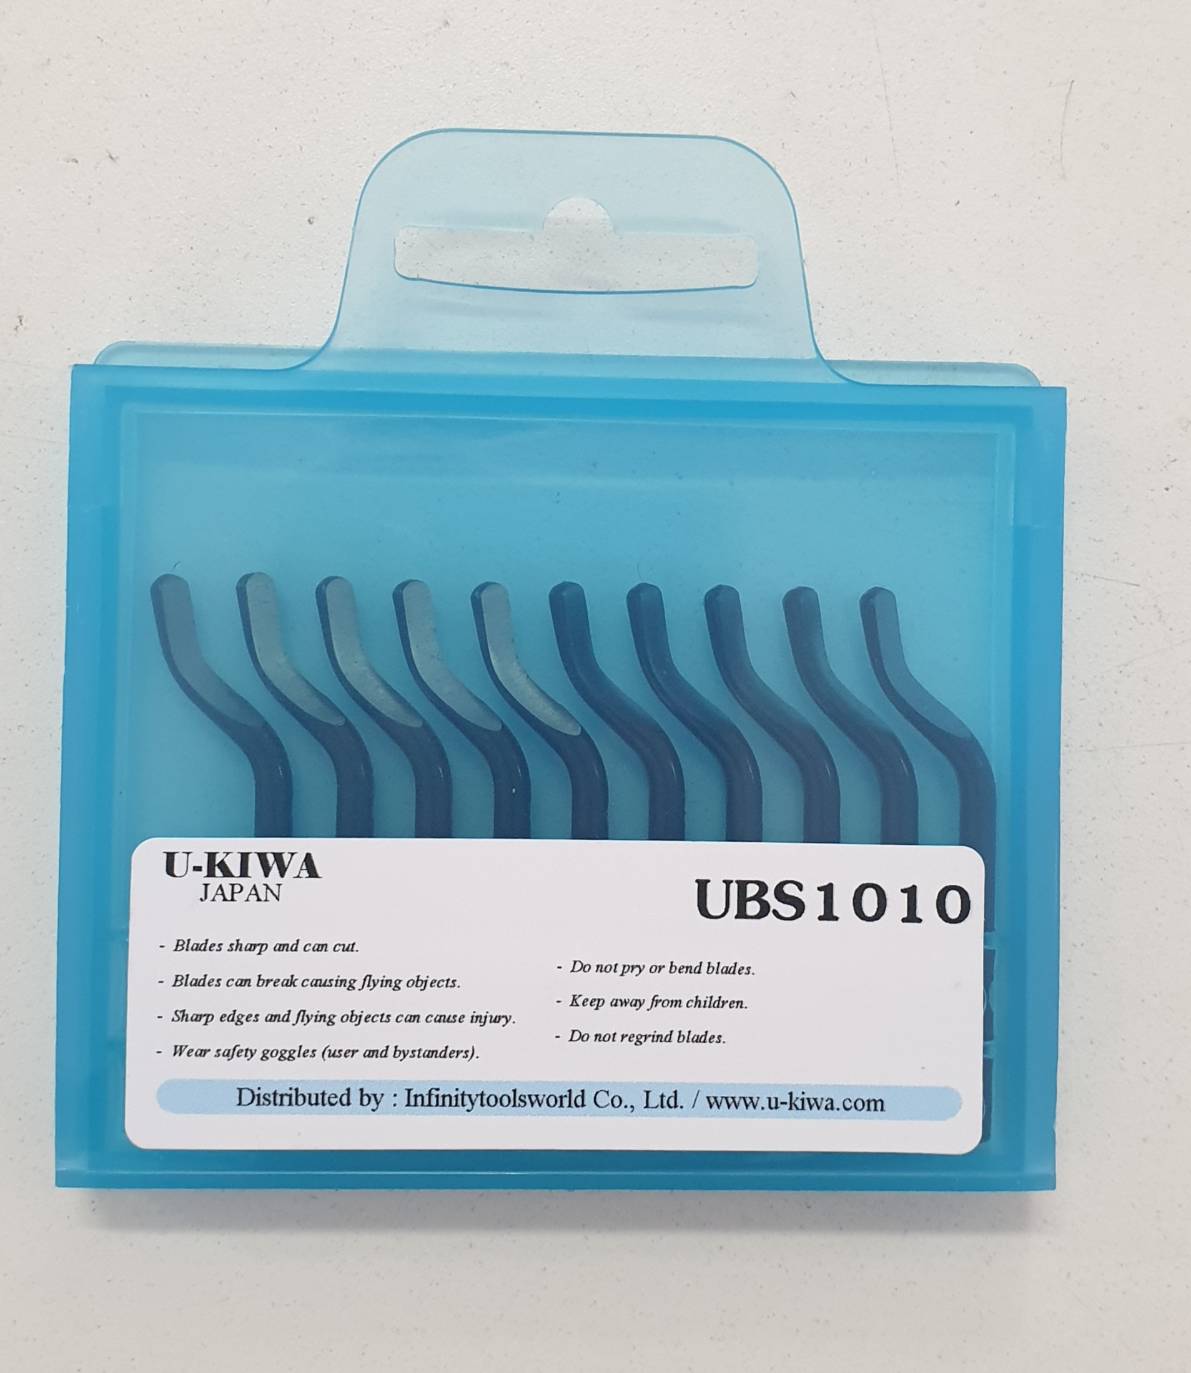 U-KIWA
JAPAN
UBS1010
- Blades sharp and can cut.
- Blades can break causing flying objects.
- Sharp edges and flying objects can cause injury.
- Wear safety goggles (user and bystanders).
- Do not pry or bend blades.
- Keep away from children.
- Do not regrind blades.
Distributed by : Infinitytoolsworld Co., Ltd. / www.u-kiwa.com